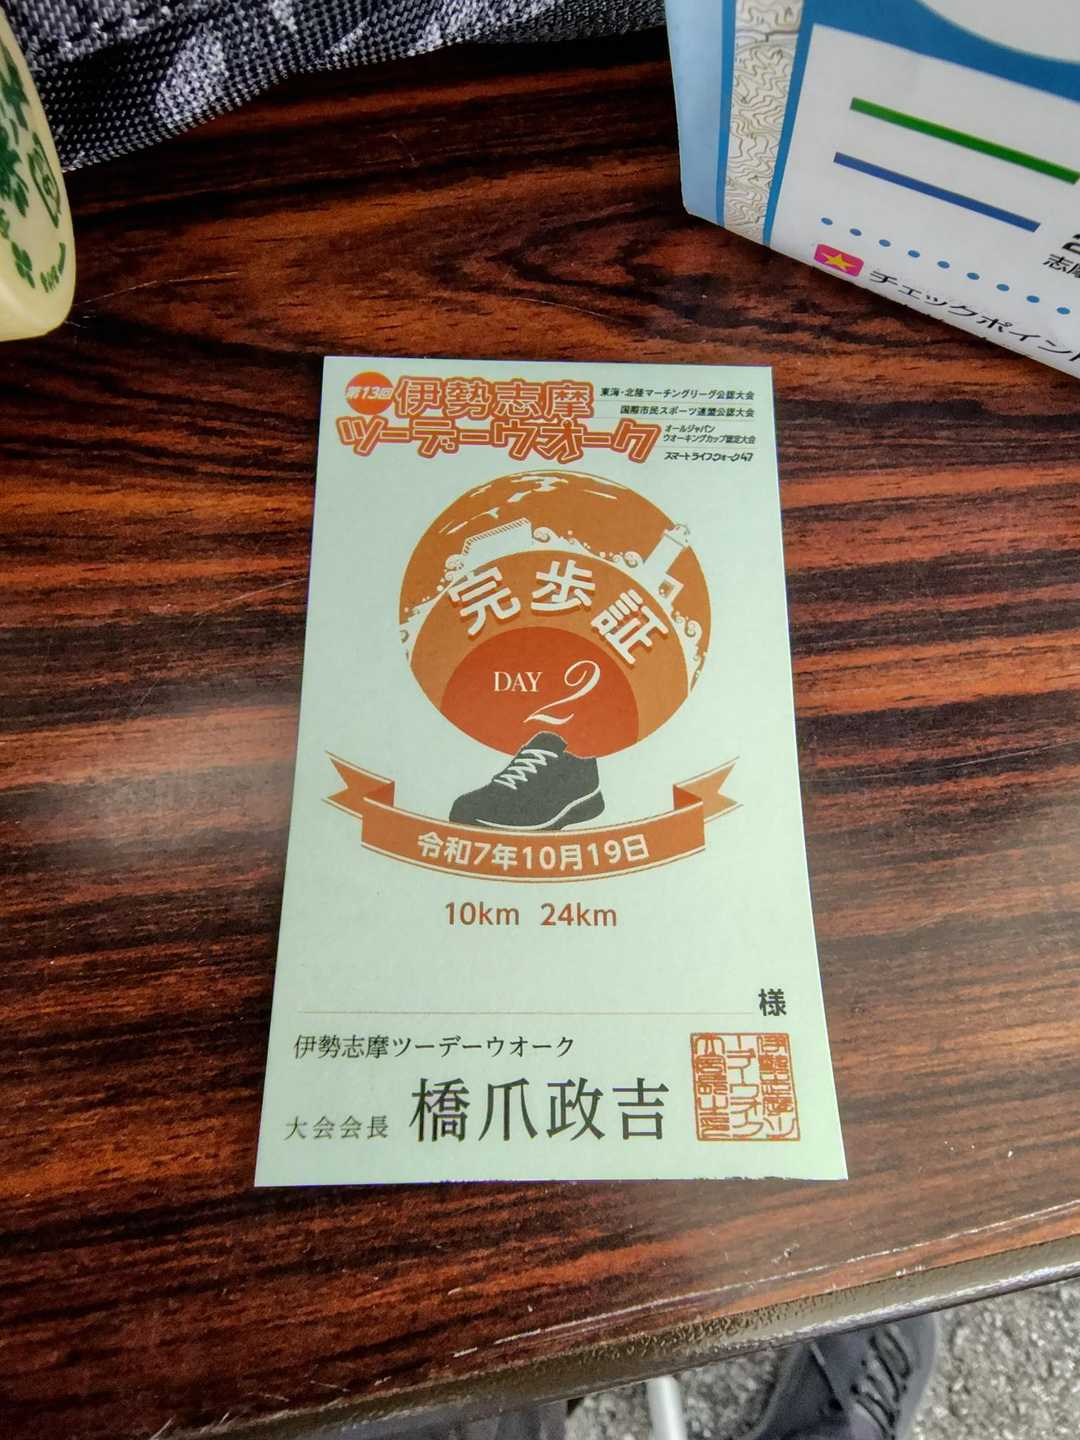 第13回
伊勢志摩
ツーデーウオーク
東海・北陸マーチングリーグ公認大会
国際市民スポーツ連盟公認大会
オールジャパン
ウオーキングカップ認定大会
スマートライフウォーク47
完歩証
DAY 2
令和7年10月19日
10km 24km
様
伊勢志摩ツーデーウオーク
大会会長 橋爪政吉
志摩
チェックポイント